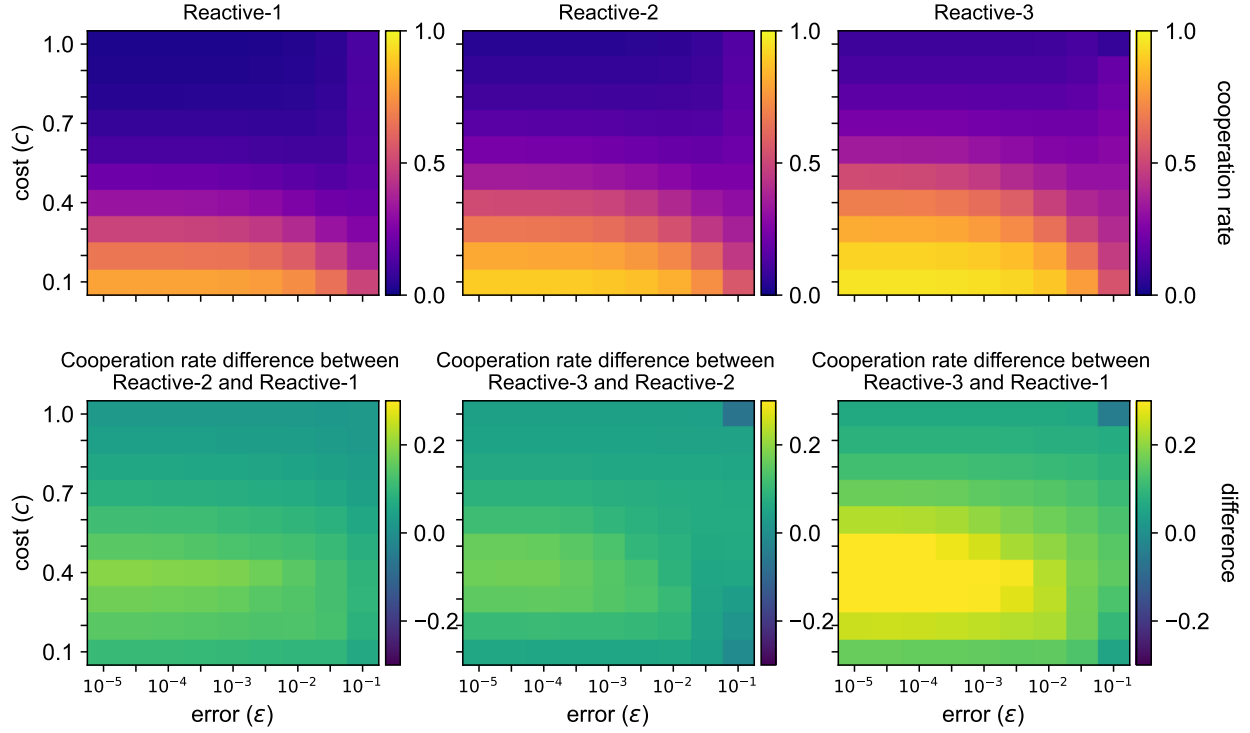 Reactive-1
Reactive-2
Reactive-3
cost (c)
1.0
0.7
0.4
0.1
1.0
0.5
0.0
1.0
0.5
0.0
1.0
0.5
0.0
cooperation rate
Cooperation rate difference between
Reactive-2 and Reactive-1
Cooperation rate difference between
Reactive-3 and Reactive-2
Cooperation rate difference between
Reactive-3 and Reactive-1
cost (c)
1.0
0.7
0.4
0.1
0.2
0.0
−0.2
0.2
0.0
−0.2
0.2
0.0
−0.2
difference
10⁻⁵ 10⁻⁴ 10⁻³ 10⁻² 10⁻¹
10⁻⁵ 10⁻⁴ 10⁻³ 10⁻² 10⁻¹
10⁻⁵ 10⁻⁴ 10⁻³ 10⁻² 10⁻¹
error (ε)
error (ε)
error (ε)